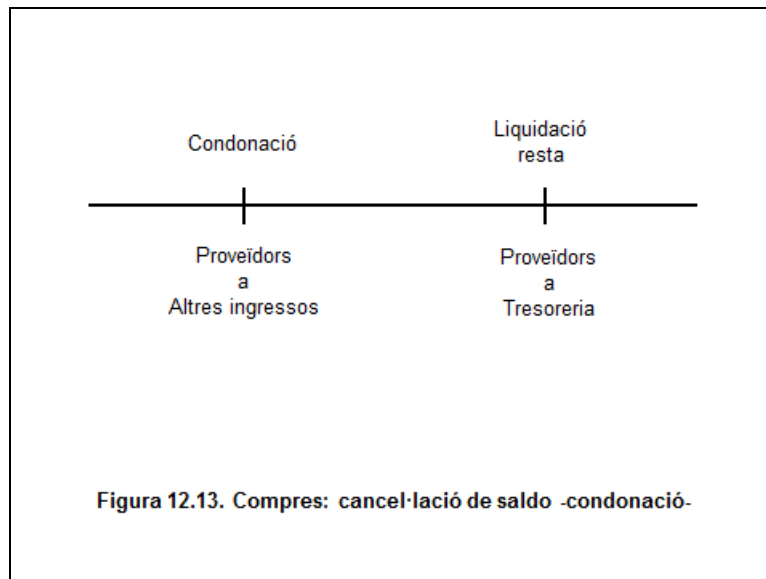 Condonació
Liquidació
resta
Proveïdors
a
Altres ingressos
Proveïdors
a
Tresoreria
Figura 12.13. Compres: cancel·lació de saldo -condonació-